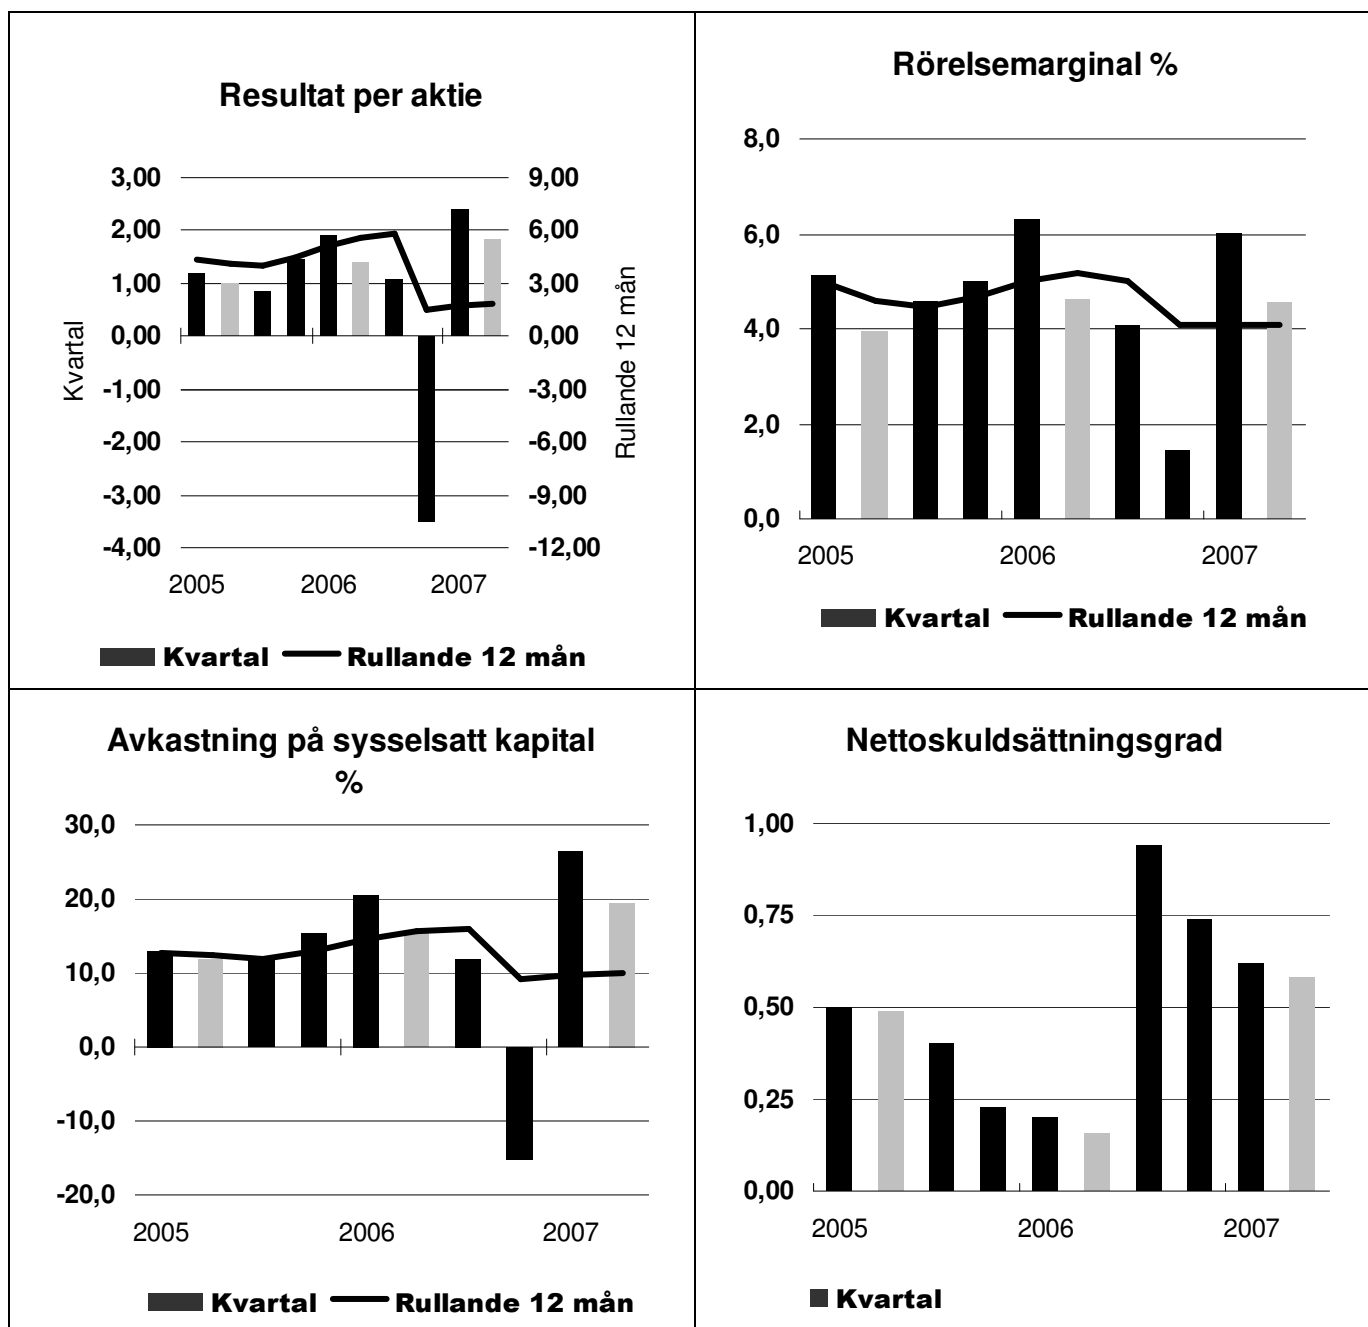 Resultat per aktie
3,00
2,00
1,00
0,00
-1,00
-2,00
-3,00
-4,00
9,00
6,00
3,00
0,00
-3,00
-6,00
-9,00
-12,00
Kvartal
Rullande 12 mån
2005 2006 2007
Kvartal Rullande 12 mån
Rörelsemarginal %
8,0
6,0
4,0
2,0
0,0
2005 2006 2007
Kvartal Rullande 12 mån
Avkastning på sysselsatt kapital
%
30,0
20,0
10,0
0,0
-10,0
-20,0
2005 2006 2007
Kvartal Rullande 12 mån
Nettoskuldsättningsgrad
1,00
0,75
0,50
0,25
0,00
2005 2006 2007
Kvartal